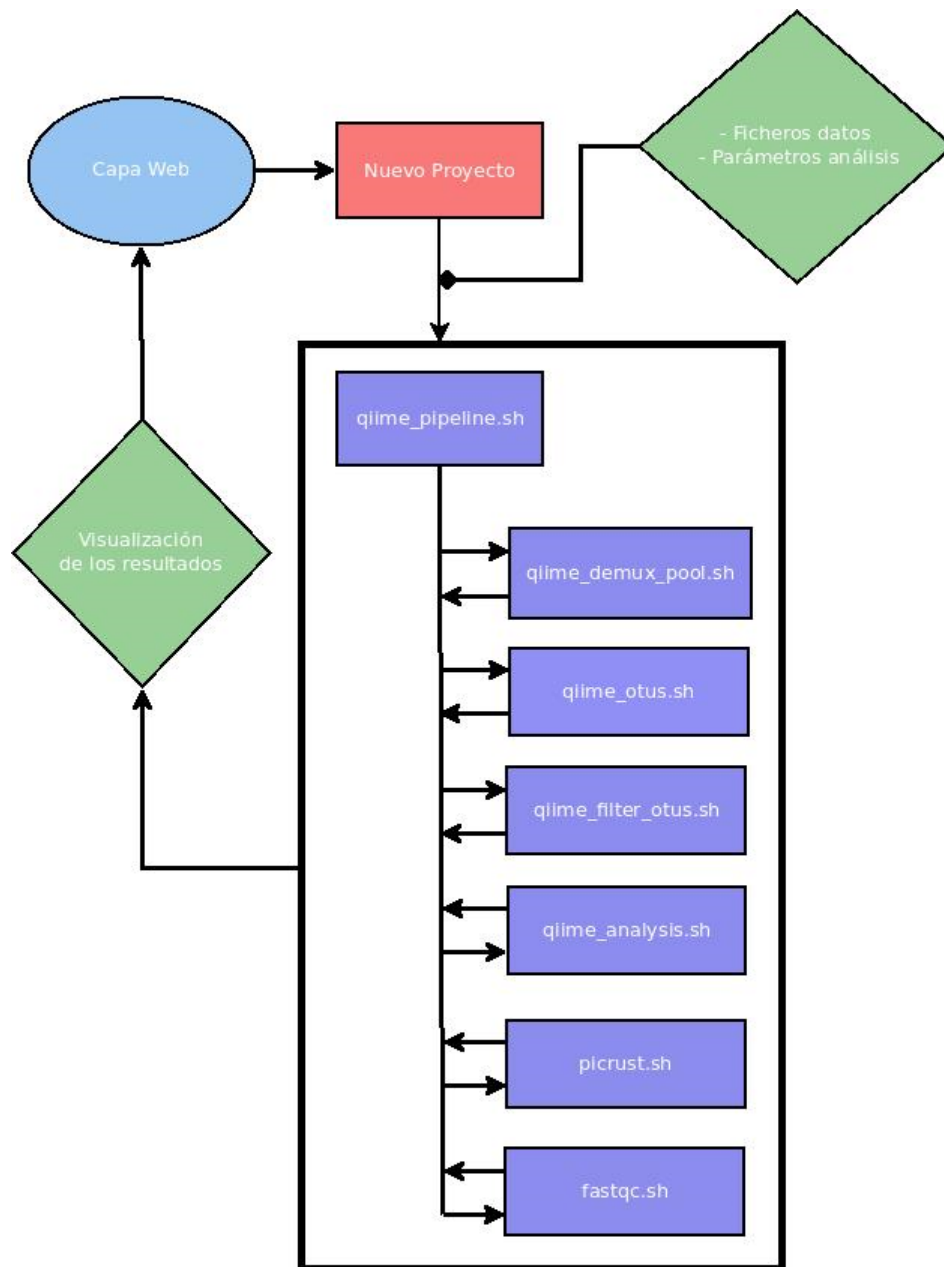 Capa Web
Nuevo Proyecto
- Ficheros datos
- Parámetros análisis
qiime_pipeline.sh
Visualización
de los resultados
qiime_demux_pool.sh
qiime_otus.sh
qiime_filter_otus.sh
qiime_analysis.sh
picrust.sh
fastqc.sh